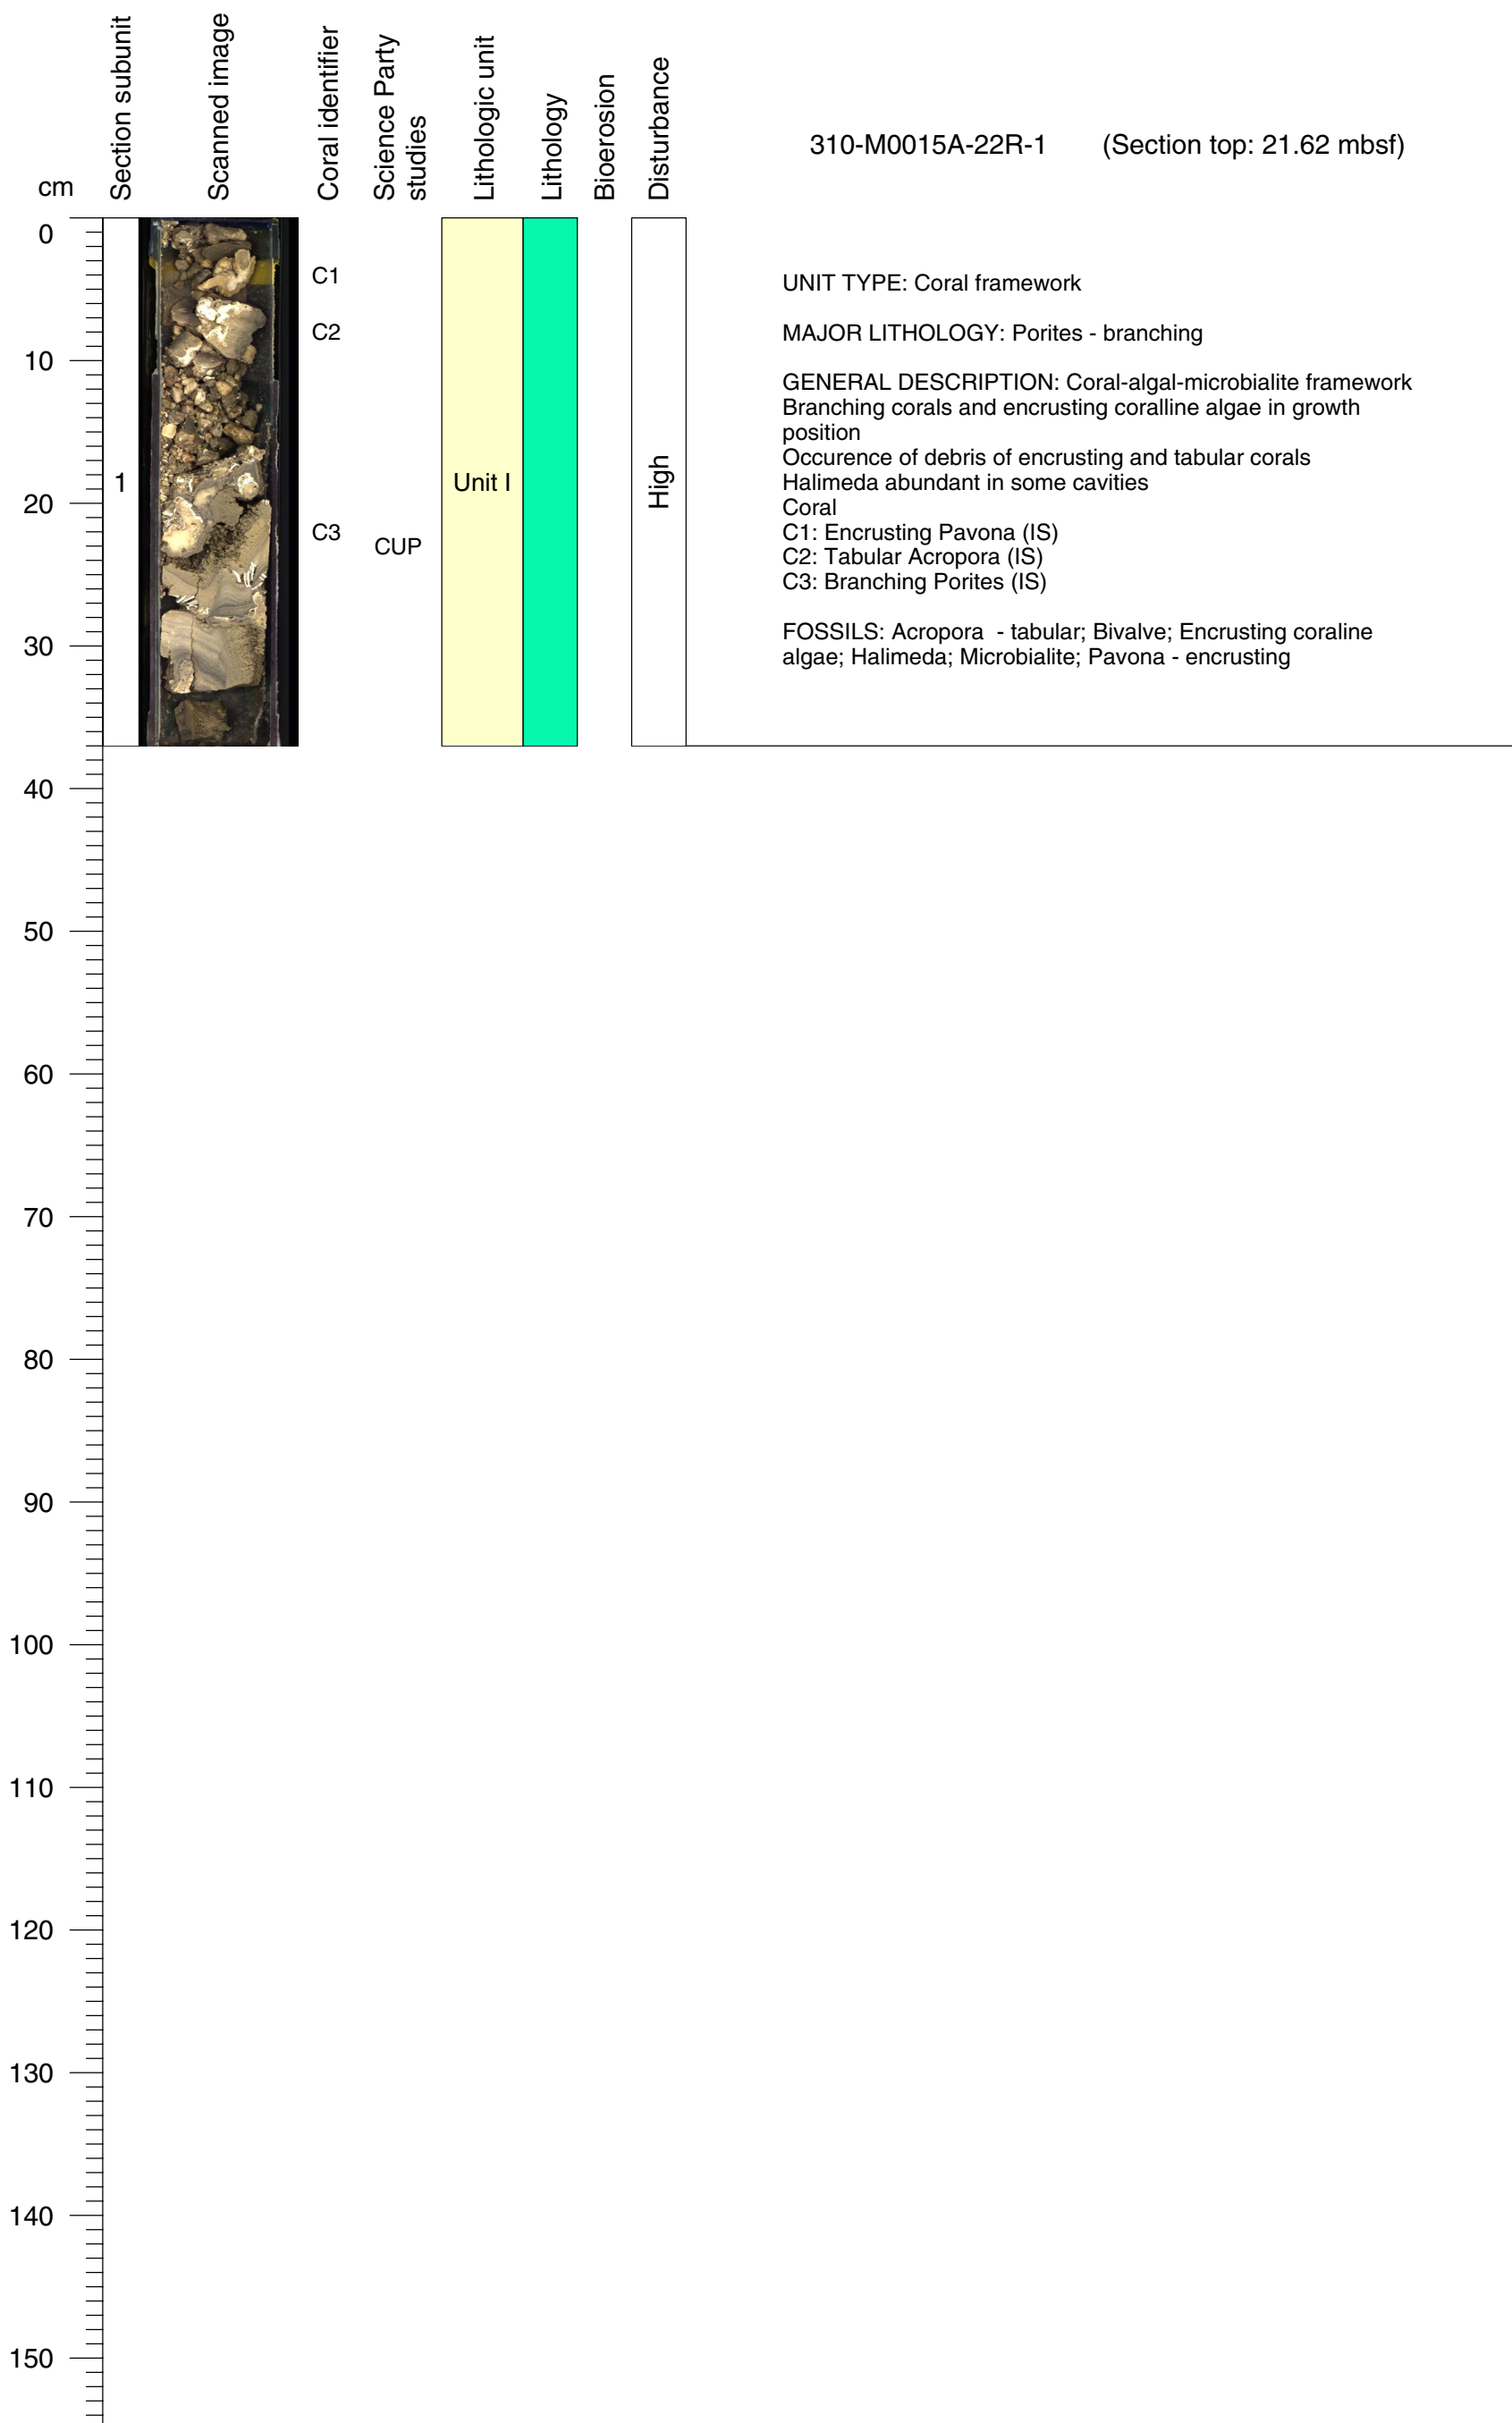 Section subunit
Scanned image
Coral identifier
Science Party
studies
Lithologic unit
Lithology
Bioerosion
Disturbance
310-M0015A-22R-1 (Section top: 21.62 mbsf)
cm
0
C1
UNIT TYPE: Coral framework
C2
MAJOR LITHOLOGY: Porites - branching
10
GENERAL DESCRIPTION: Coral-algal-microbialite framework
Branching corals and encrusting coralline algae in growth
position
Occurence of debris of encrusting and tabular corals
1
Unit I
High
Halimeda abundant in some cavities
20
Coral
C3
C1: Encrusting Pavona (IS)
CUP
C2: Tabular Acropora (IS)
C3: Branching Porites (IS)
30
FOSSILS: Acropora - tabular; Bivalve; Encrusting coraline
algae; Halimeda; Microbialite; Pavona - encrusting
40
50
60
70
80
90
100
110
120
130
140
150